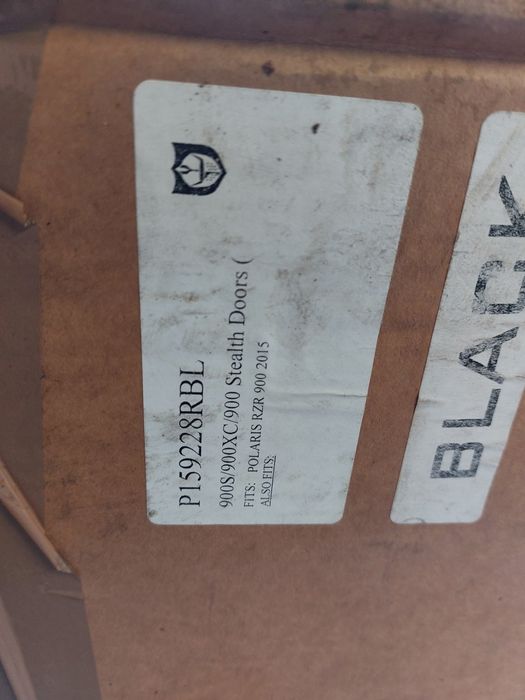 P159228RBL
900S/900XC/900 Stealth Doors (
FITS: POLARIS RZR 900 2015
ALSO FITS:
BLACK